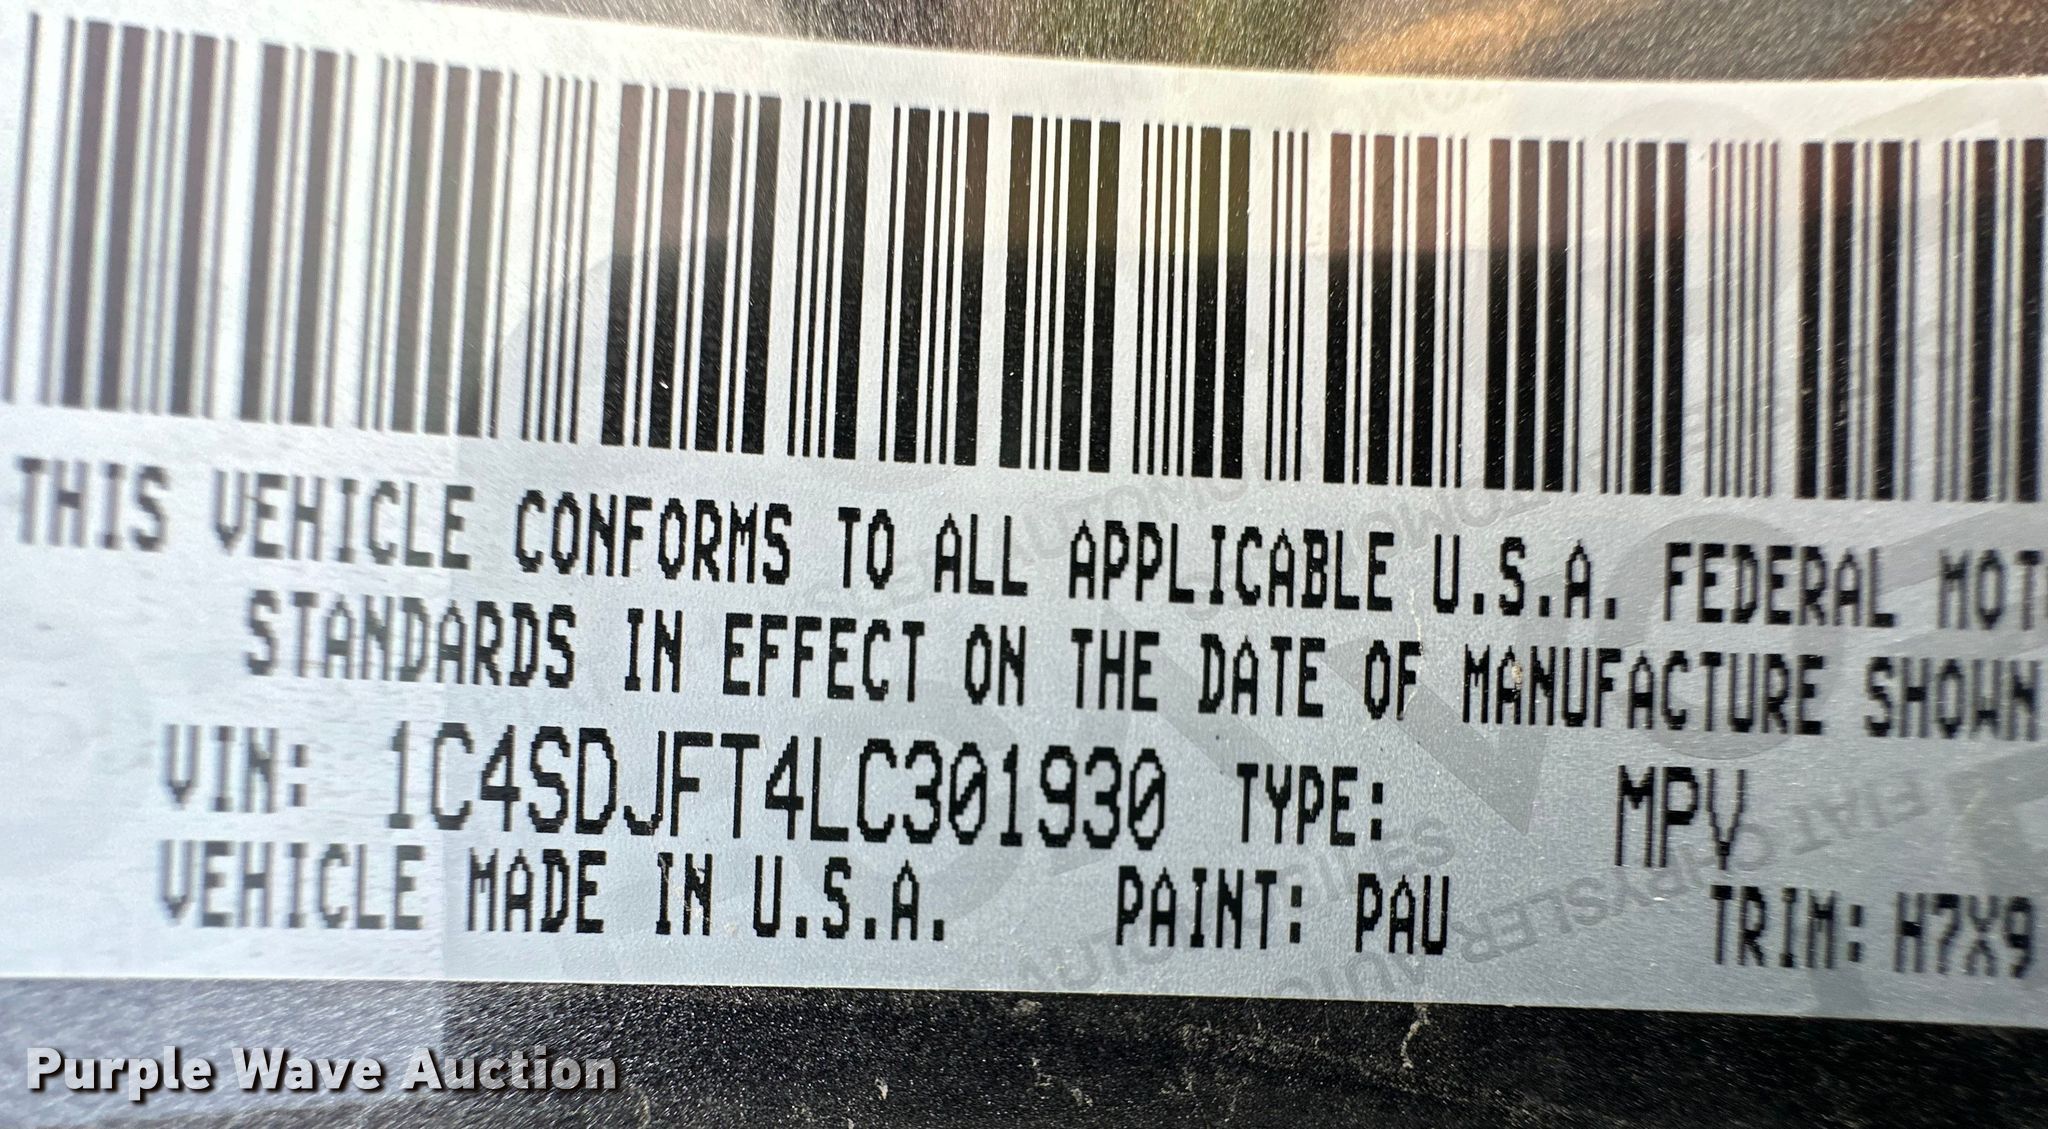 THIS VEHICLE CONFORMS TO ALL APPLICABLE U.S.A. FEDERAL MOT
STANDARDS IN EFFECT ON THE DATE OF MANUFACTURE SHOWN
VIN: 1C4SDJFT4LC301930 TYPE: MPV
VEHICLE MADE IN U.S.A. PAINT: PAU TRIM: H7X9
Purple Wave Auction